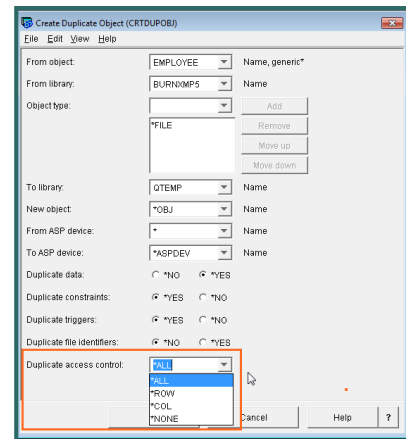 Create Duplicate Object (CRTDUPOBJ)
File Edit View Help
From object: EMPLOYEE Name, generic*
From library: BURNXMP5 Name
Object type: Add
*FILE Remove
Move up
Move down
To library: QTEMP Name
New object: *OBJ Name
From ASP device: * Name
To ASP device: *ASPDEV Name
Duplicate data: *NO *YES
Duplicate constraints: *YES *NO
Duplicate triggers: *YES *NO
Duplicate file identifiers: *NO *YES
Duplicate access control: *ALL
*ALL
*ROW
*COL
*NONE
Cancel Help ?